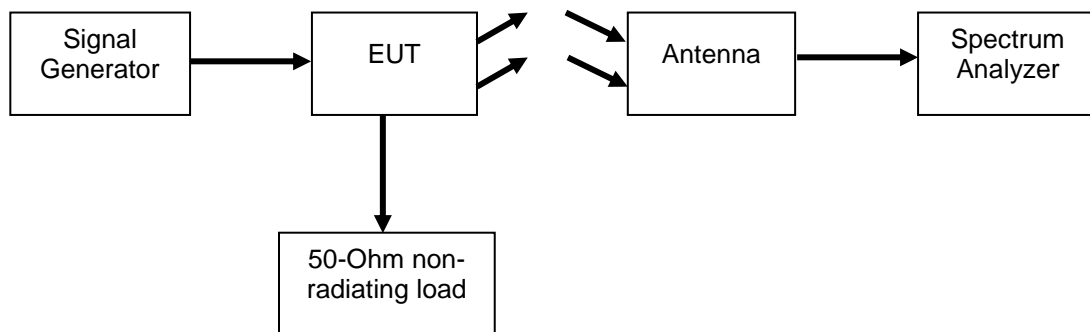 Signal
Generator
EUT
Antenna
Spectrum
Analyzer
50-Ohm non-
radiating load